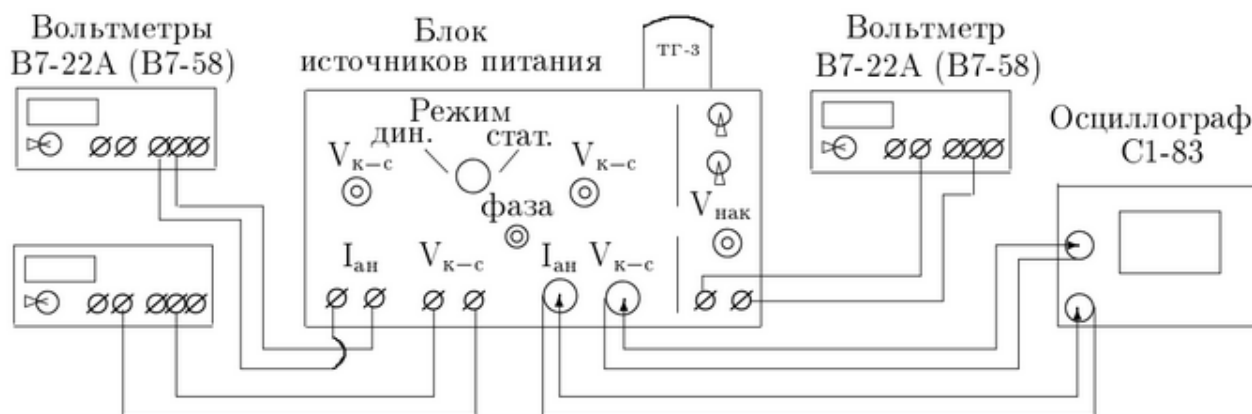 Вольтметры
В7-22А (В7-58)
Блок
источников питания
ТГ-3
Вольтметр
В7-22А (В7-58)
Осциллограф
С1-83
Режим
дин.
стат.
Vк−с
Vк−с
фаза
Vнак
Iан
Vк−с
Iан
Vк−с